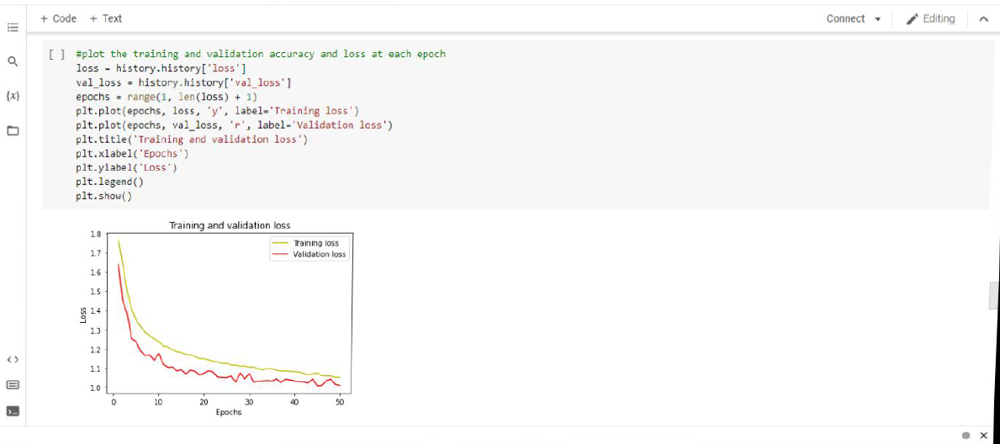 + Code + Text
Connect
Editing
[ ] #plot the training and validation accuracy and loss at each epoch
loss = history.history['loss']
val_loss = history.history['val_loss']
epochs = range(1, len(loss) + 1)
plt.plot(epochs, loss, 'y', label='Training loss')
plt.plot(epochs, val_loss, 'r', label='Validation loss')
plt.title('Training and validation loss')
plt.xlabel('Epochs')
plt.ylabel('Loss')
plt.legend()
plt.show()
{x}
Training and validation loss
Training loss
Validation loss
1.8
1.7
1.6
1.5
1.4
1.3
1.2
1.1
1.0
Loss
0 10 20 30 40 50
Epochs